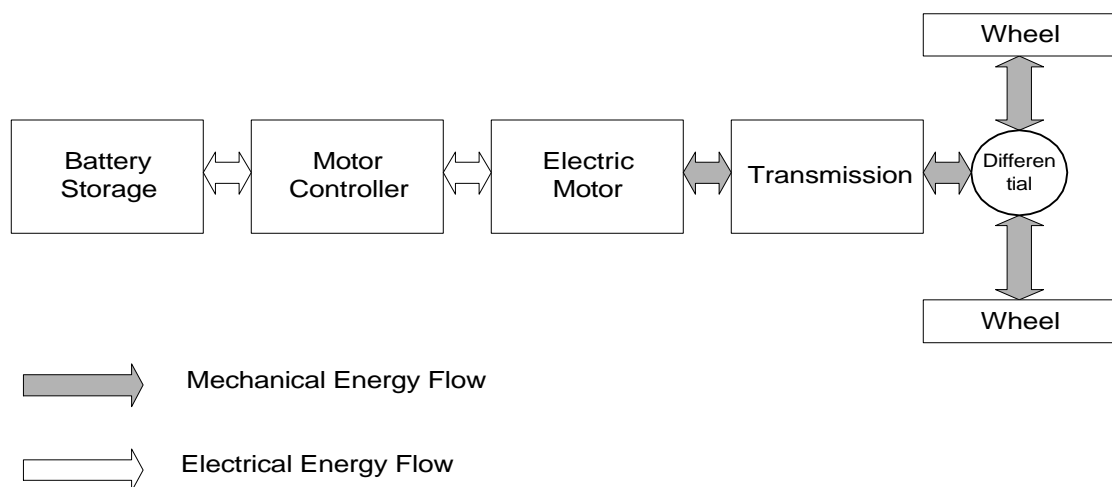 Wheel
Battery
Storage
Motor
Controller
Electric
Motor
Transmission
Differen
tial
Wheel
Mechanical Energy Flow
Electrical Energy Flow